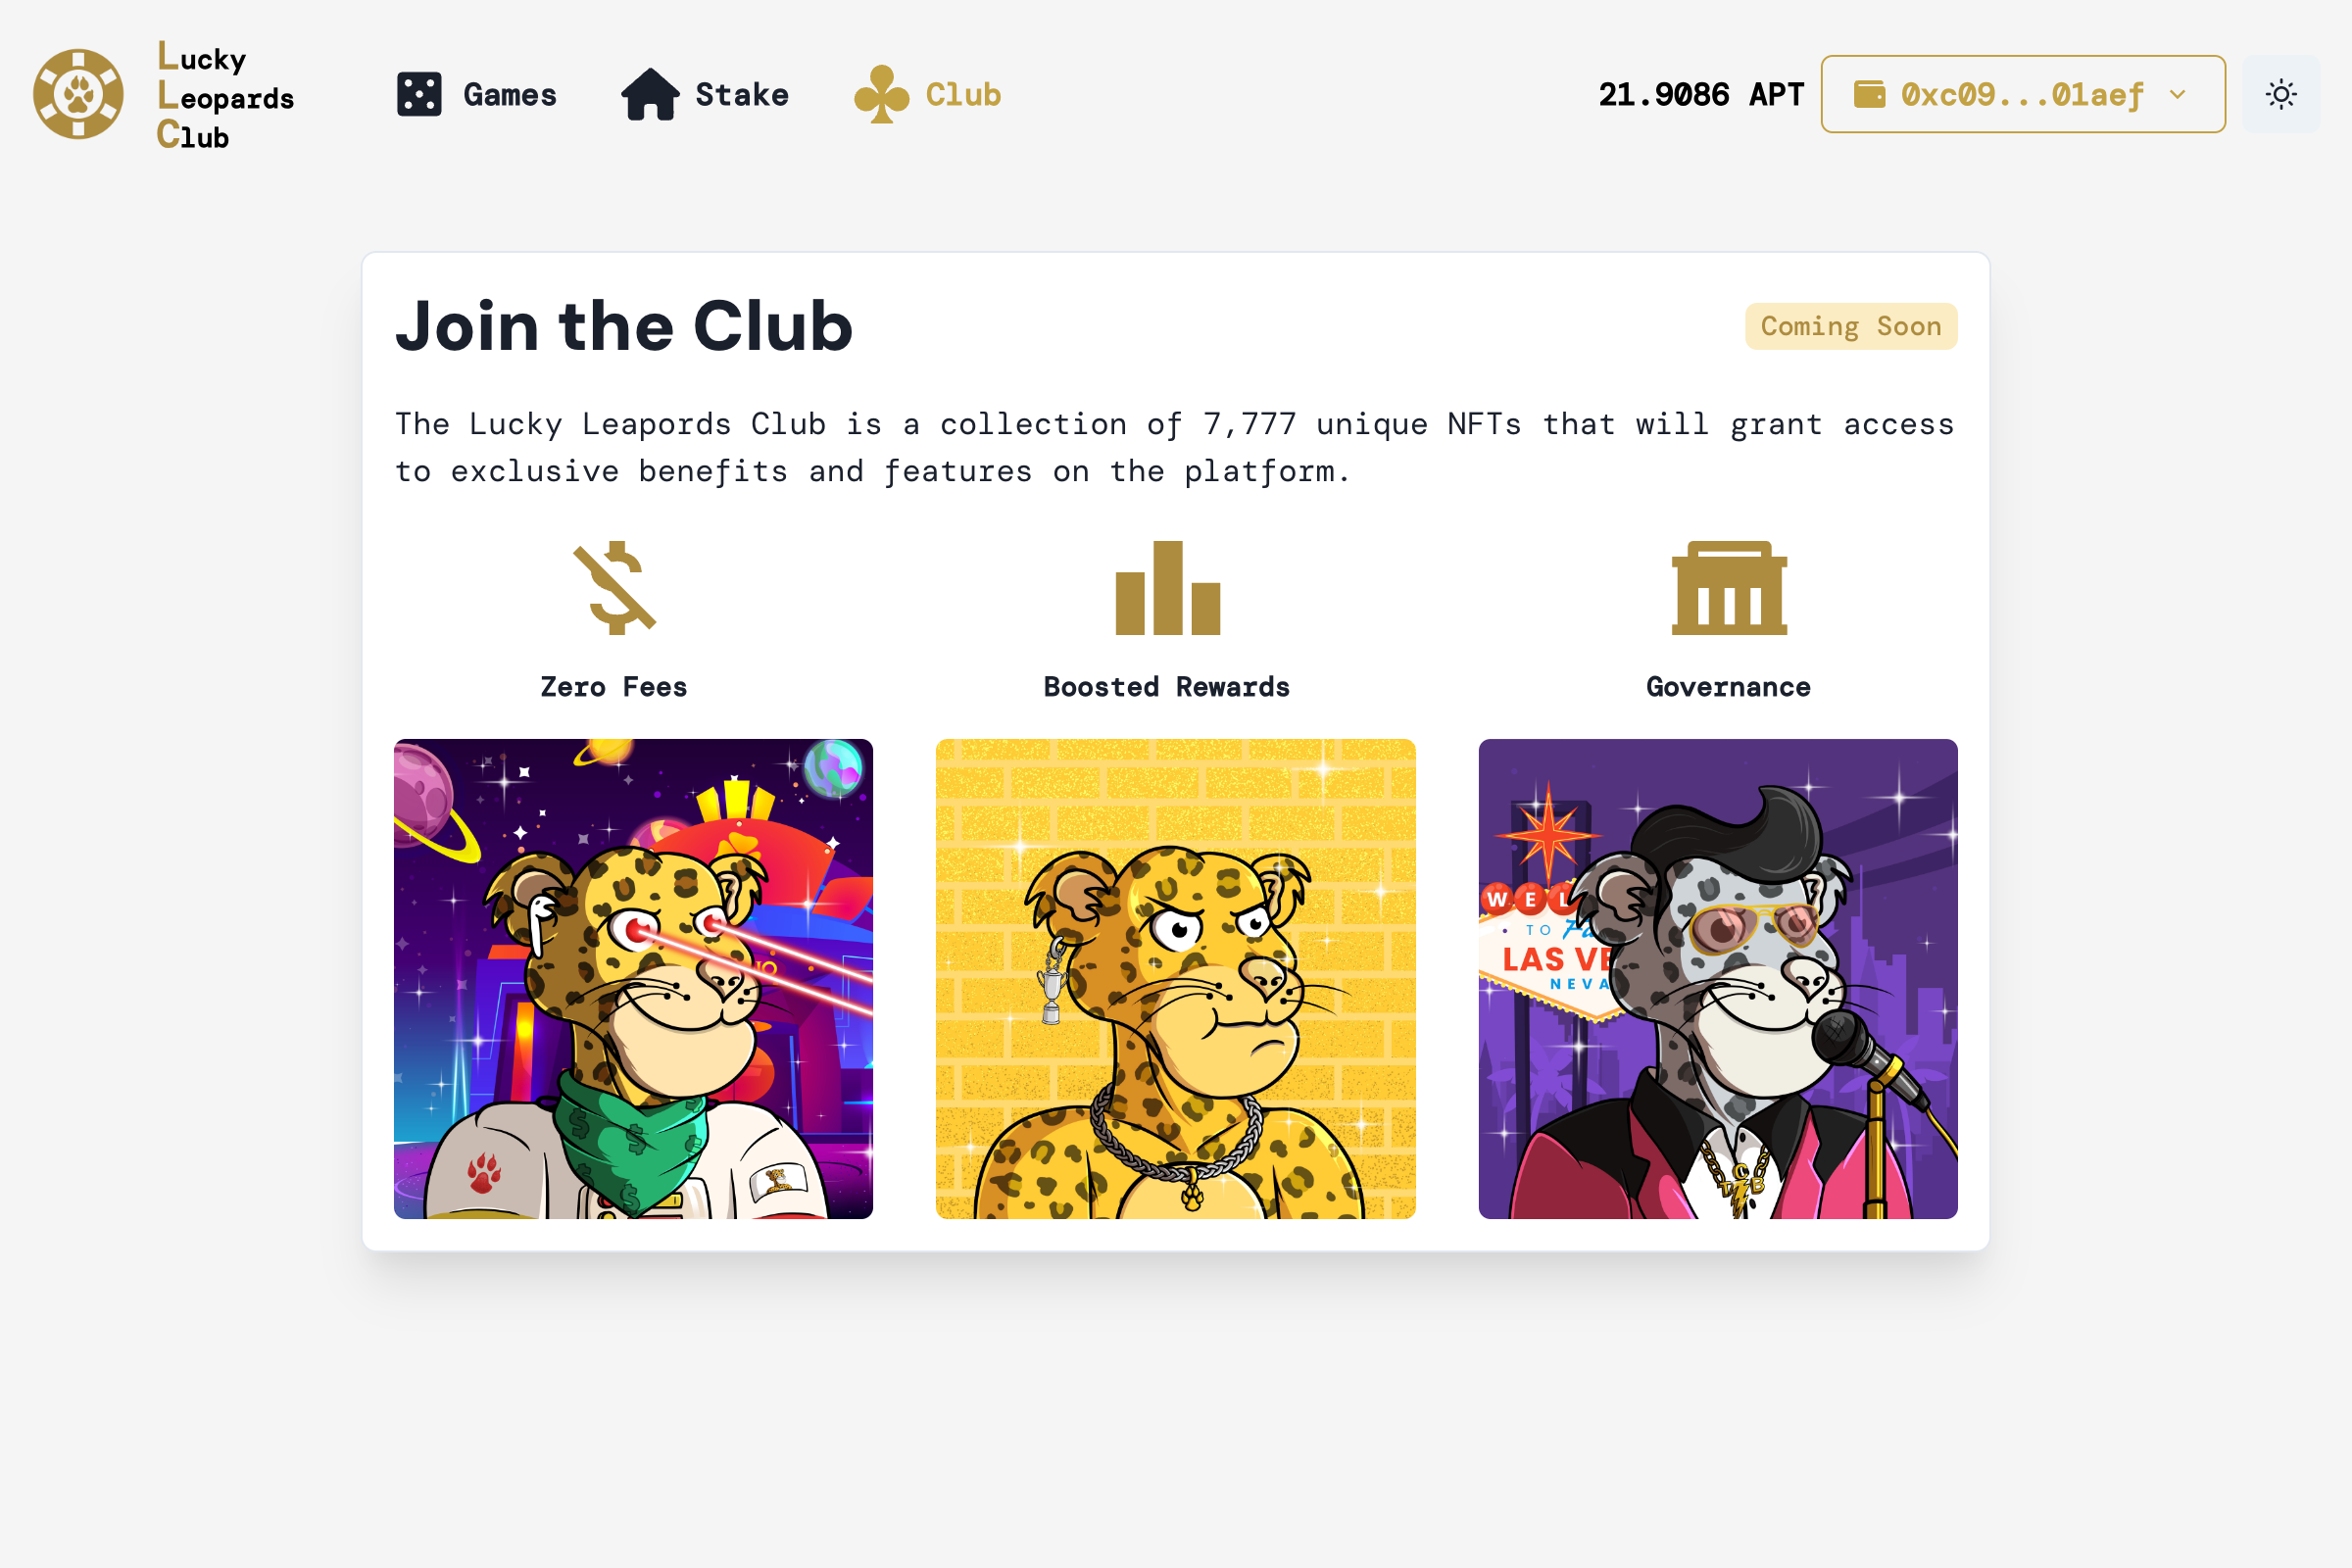 Lucky
Leopards
Club
Games
Stake
Club
21.9086 APT
0xc09...01aef
Join the Club
Coming Soon
The Lucky Leapords Club is a collection of 7,777 unique NFTs that will grant access
to exclusive benefits and features on the platform.
Zero Fees
Boosted Rewards
Governance
WEL
TO Fa
LAS VE
NEVA